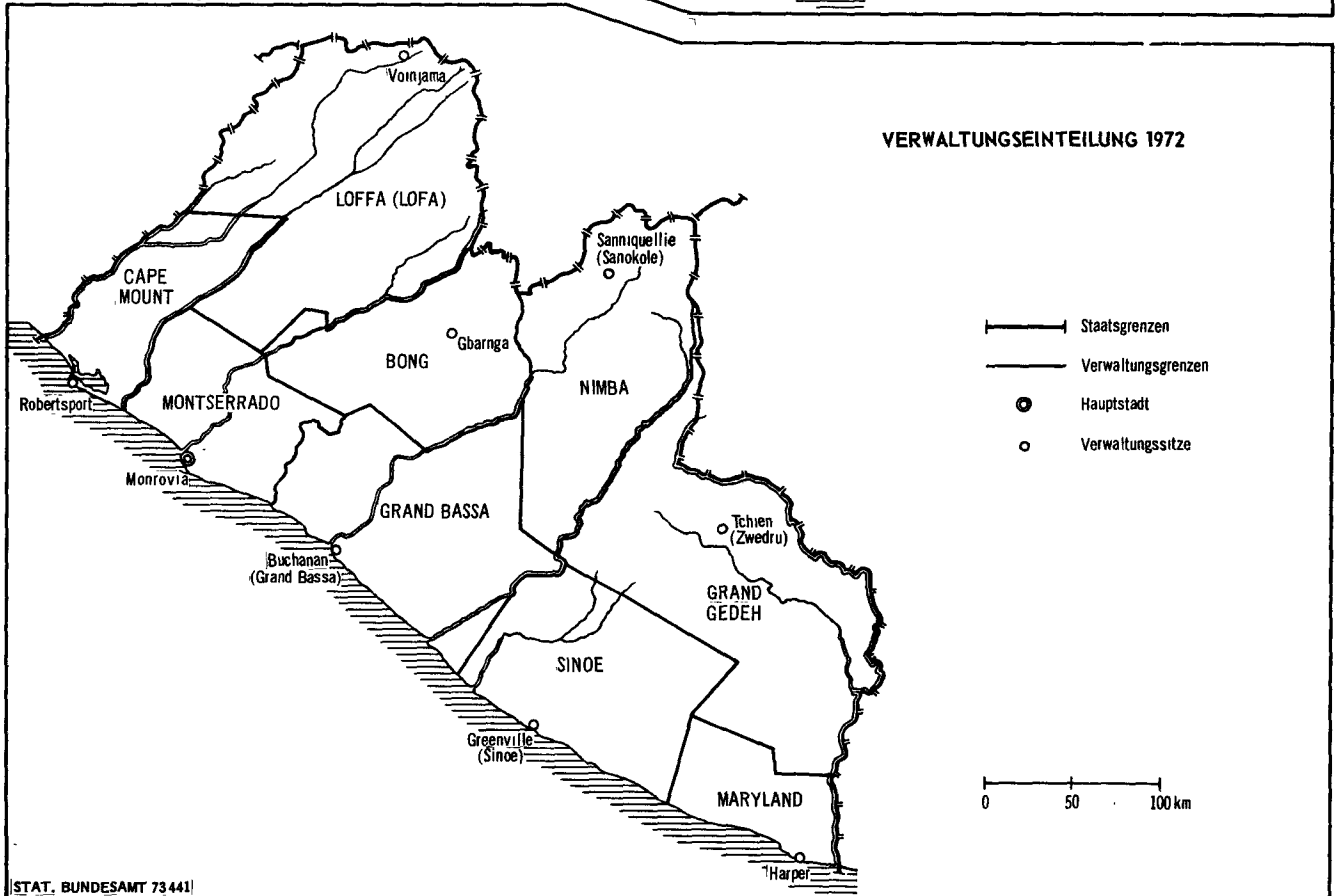 VERWALTUNGSEINTEILUNG 1972
Voinjama
LOFFA (LOFA)
Sanniquellie
(Sanokole)
CAPE
MOUNT
Gbarnga
BONG
NIMBA
Robertsport
MONTSERRADO
Monrovia
GRAND BASSA
Tchien
(Zwedru)
Buchanan
(Grand Bassa)
GRAND
GEDEH
SINOE
Greenville
(Sinoe)
MARYLAND
Harper
Staatsgrenzen
Verwaltungsgrenzen
Hauptstadt
Verwaltungssitze
0 50 100 km
STAT. BUNDESAMT 73 441